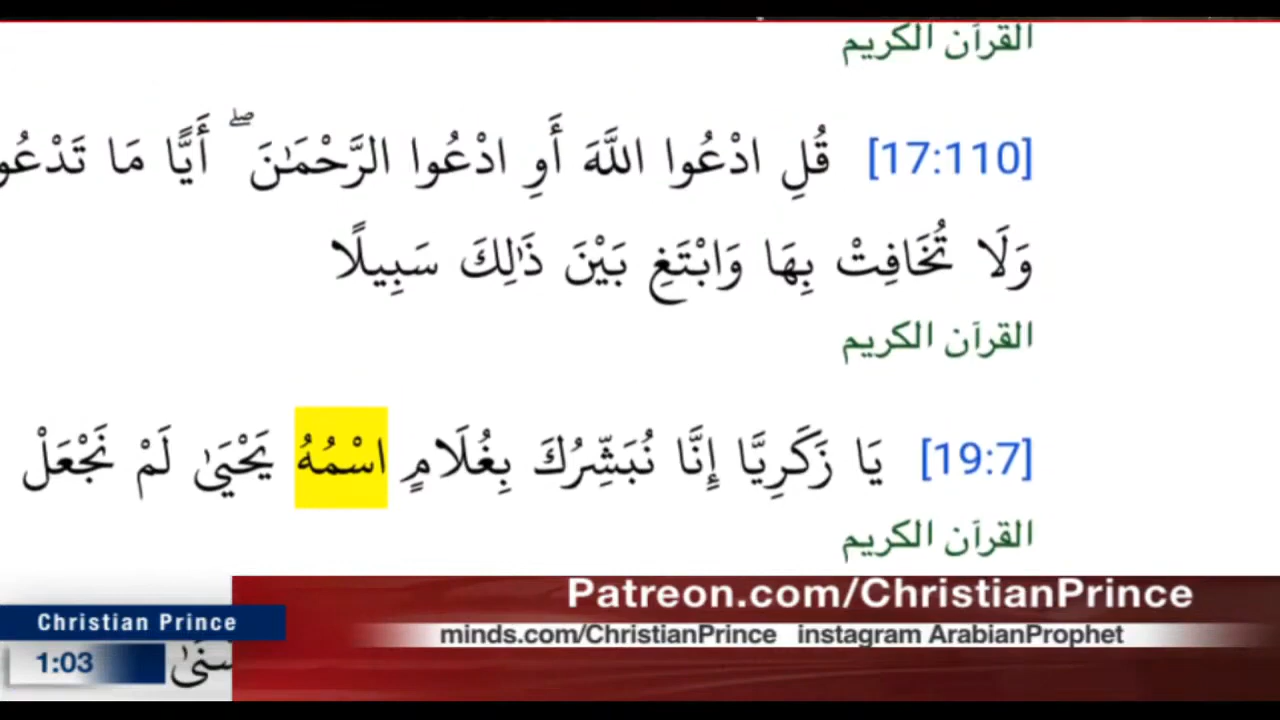 القرآن الكريم
[17:110] قُلِ ادْعُوا اللَّهَ أَوِ ادْعُوا الرَّحْمَـٰنَ ۖ أَيًّا مَا تَدْعُو
وَلَا تُخَافِتْ بِهَا وَابْتَغِ بَيْنَ ذَٰلِكَ سَبِيلًا
القرآن الكريم
[19:7] يَا زَكَرِيَّا إِنَّا نُبَشِّرُكَ بِغُلَامٍ اسْمُهُ يَحْيَىٰ لَمْ نَجْعَلْ
القرآن الكريم
Patreon.com/ChristianPrince
Christian Prince
minds.com/ChristianPrince instagram ArabianProphet
1:03